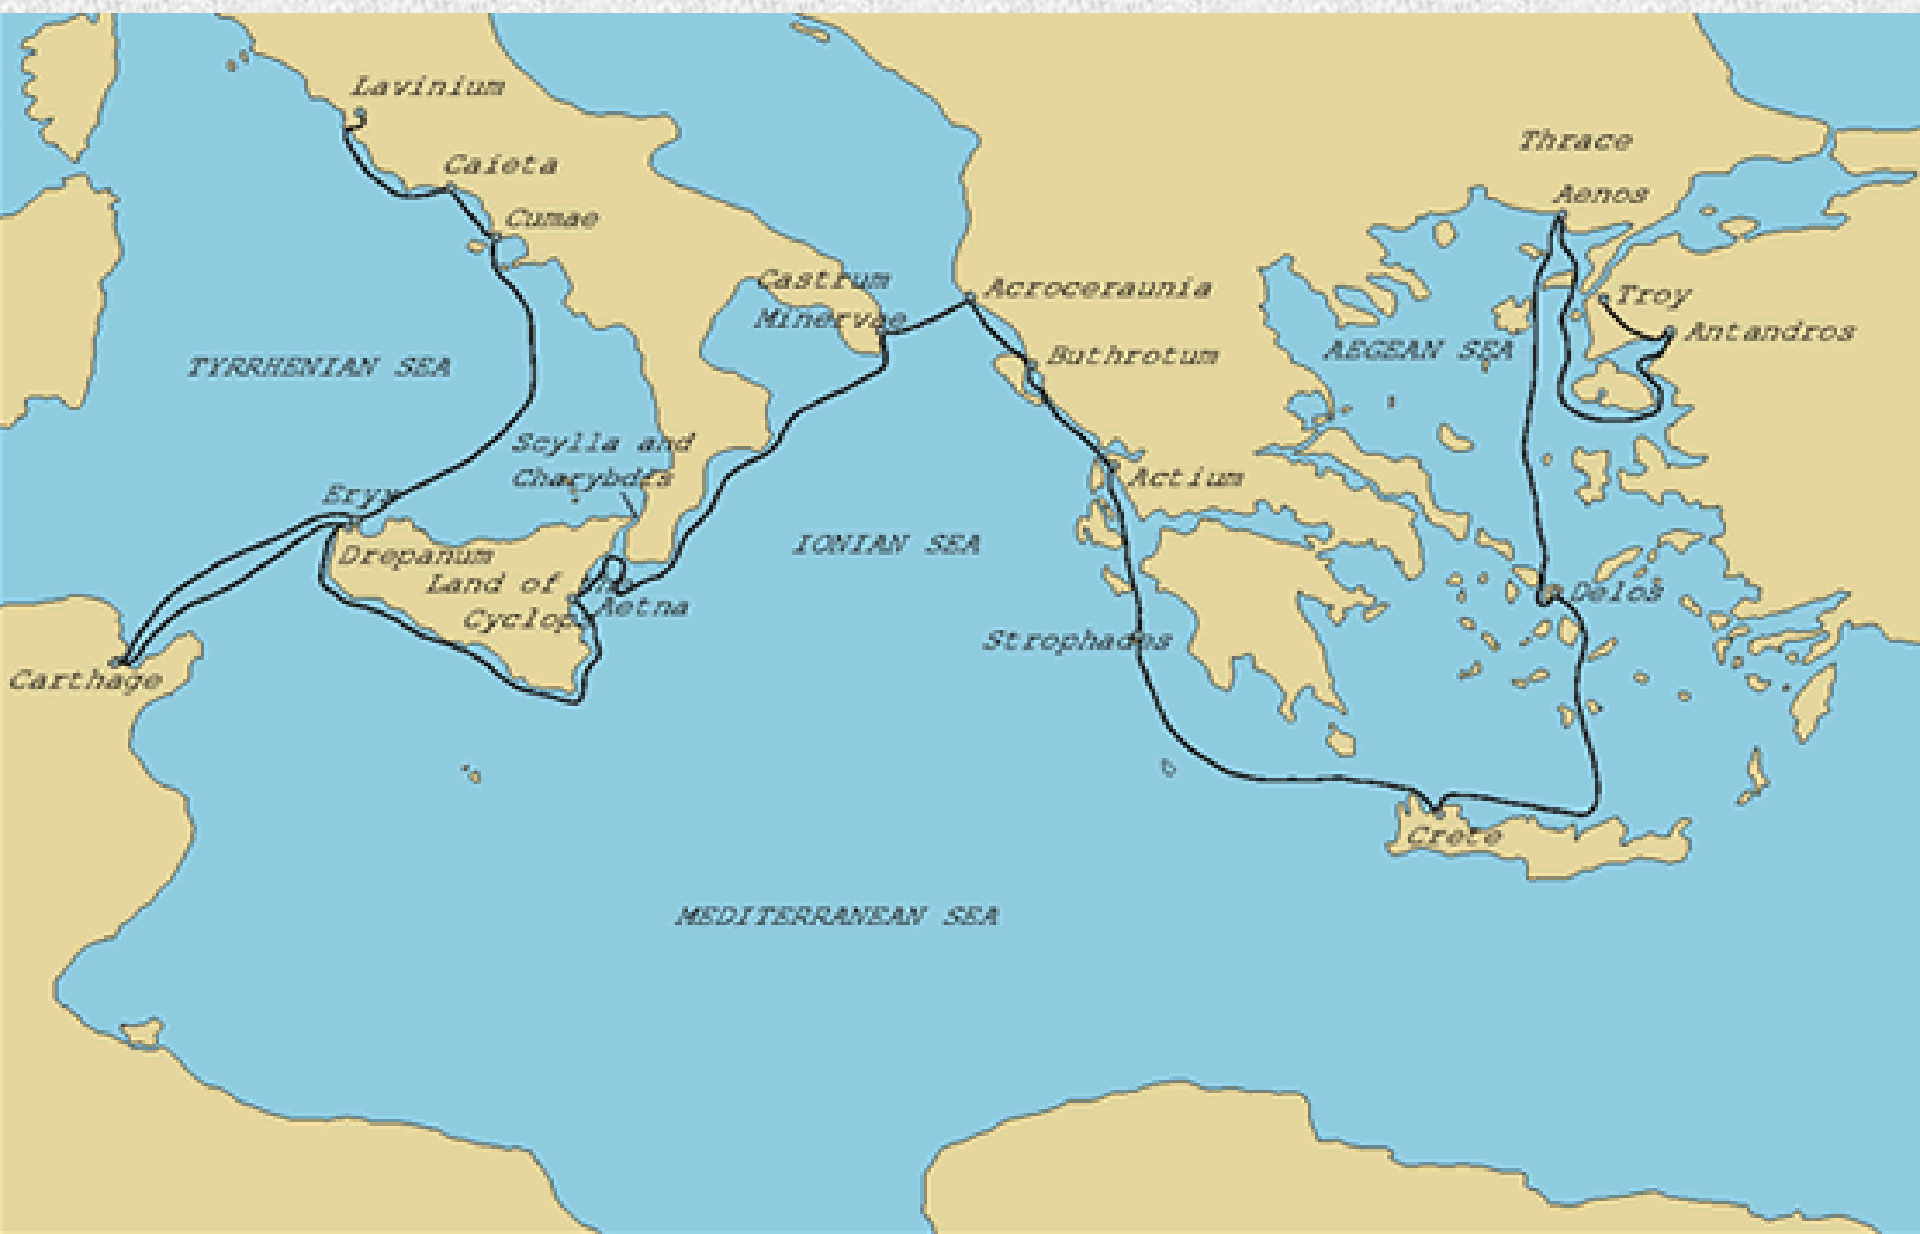 Lavinium
Thrace
Caieta
Aenos
Cumae
Castrum
Minervae
Acroceraunia
Troy
Antandros
AEGEAN SEA
Buthrotum
TYRRHENIAN SEA
Scylla and
Charybdis
Actium
Eryx
IONIAN SEA
Drepanum
Land of the
Cyclops
Aetna
Delos
Strophades
Carthage
Crete
MEDITERRANEAN SEA